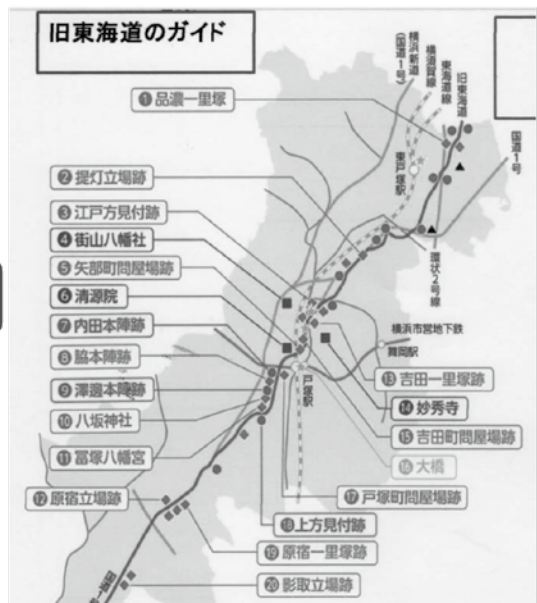 旧東海道のガイド
横浜新道
(国道1号)
横須賀線
東海道線
旧東海道
国道1号
❶品濃一里塚
東戸塚駅
❷提灯立場跡
❸江戸方見付跡
❹街山八幡社
❺矢部町問屋場跡
❻清源院
❼内田本陣跡
❽脇本陣跡
❾澤邊本陣跡
❿八坂神社
⓫冨塚八幡宮
⓬原宿立場跡
環状2号線
横浜市営地下鉄
舞岡駅
戸塚駅
⓭吉田一里塚跡
⓮妙秀寺
⓯吉田町問屋場跡
⓰大橋
⓱戸塚町問屋場跡
⓲上方見付跡
⓳原宿一里塚跡
⓴影取立場跡